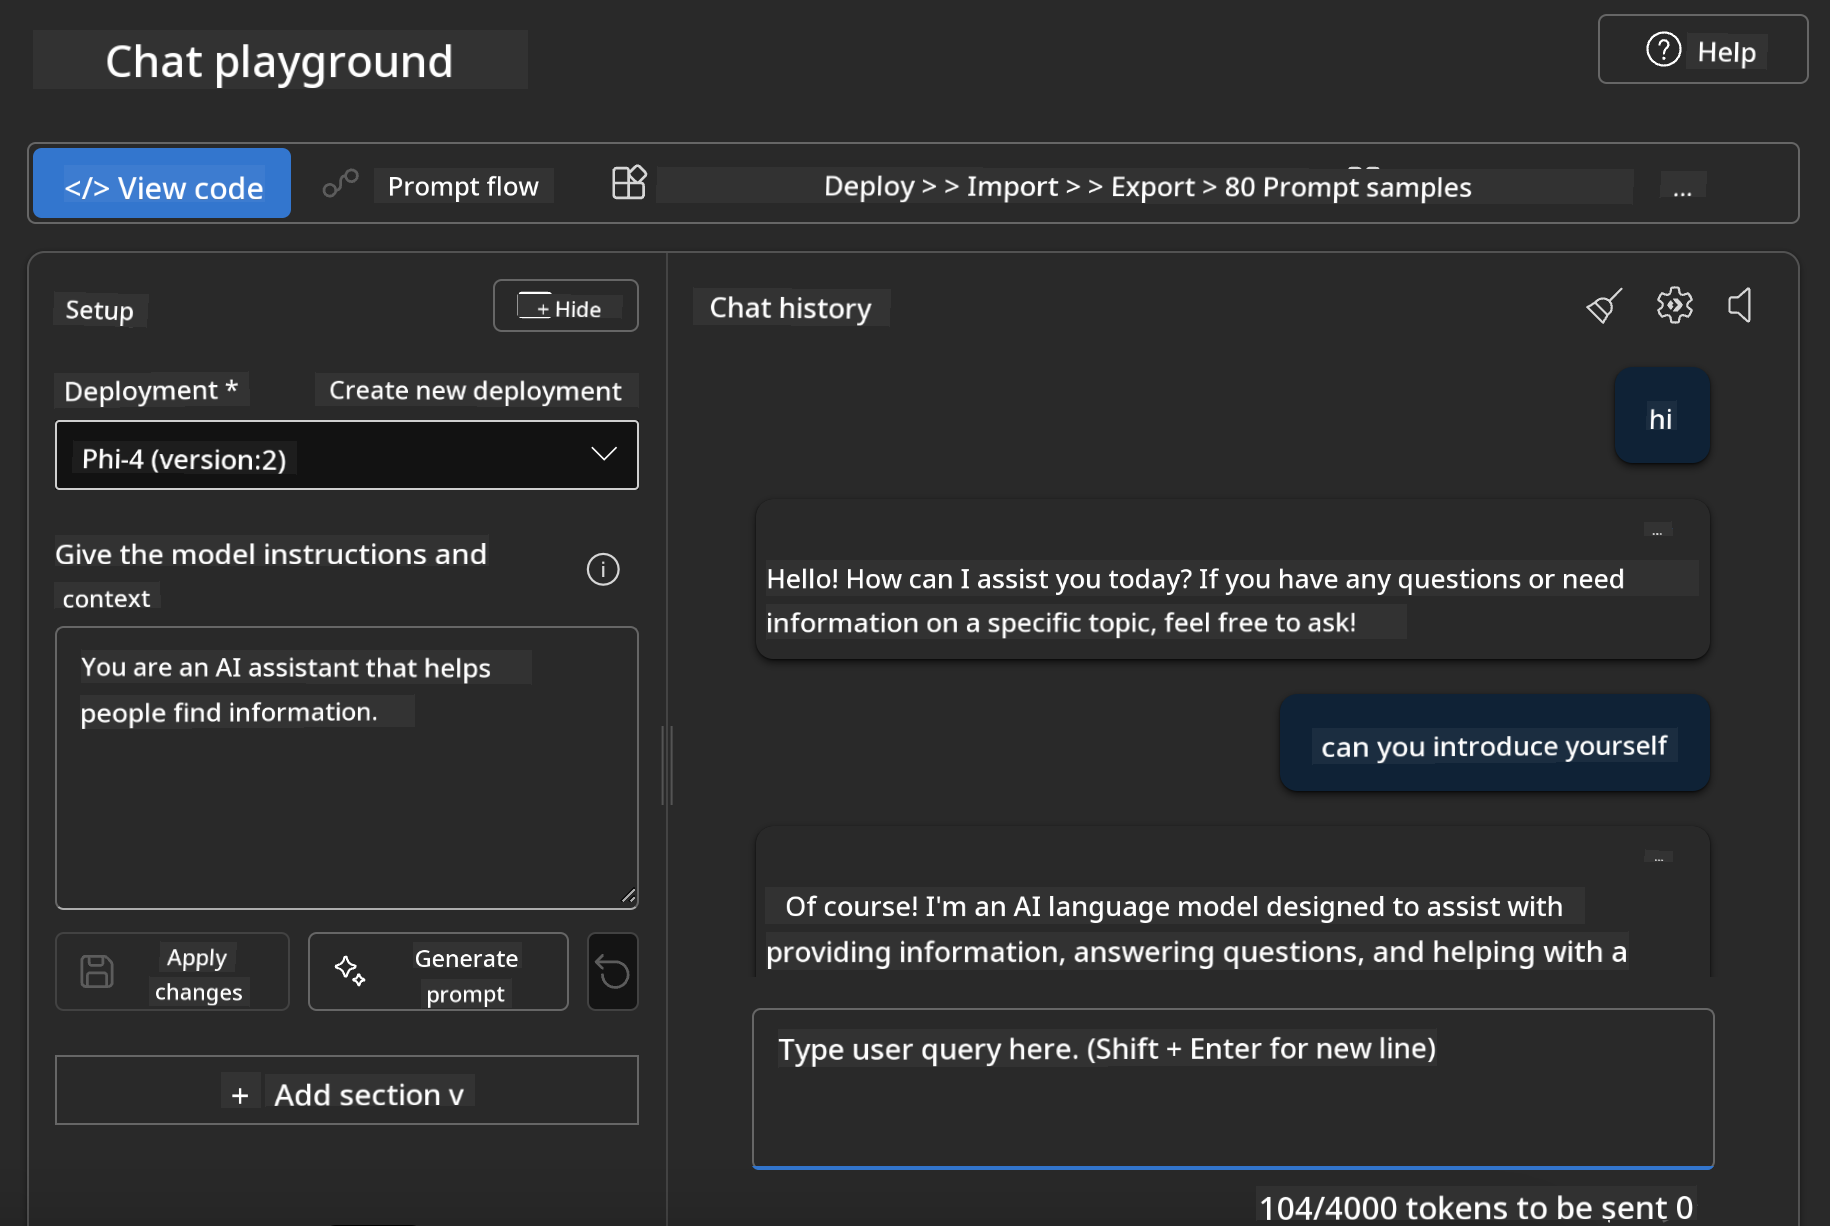 Chat playground
Help
</> View code
Prompt flow
Deploy > > Import > > Export > 80 Prompt samples
...
Setup
+ Hide
Deployment *
Create new deployment
Phi-4 (version:2)
Give the model instructions and
context
You are an AI assistant that helps
people find information.
Apply
changes
Generate
prompt
+ Add section v
Chat history
hi
...
Hello! How can I assist you today? If you have any questions or need
information on a specific topic, feel free to ask!
can you introduce yourself
...
Of course! I'm an AI language model designed to assist with
providing information, answering questions, and helping with a
Type user query here. (Shift + Enter for new line)
104/4000 tokens to be sent 0